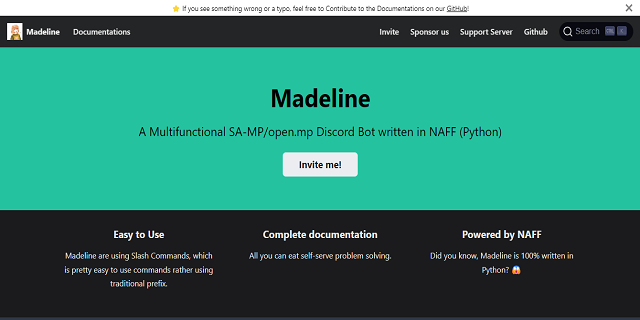 ⭐ If you see something wrong or a typo, feel free to Contribute to the Documentations on our GitHub!
Madeline Documentations Invite Sponsor us Support Server Github Search
Madeline
A Multifunctional SA-MP/open.mp Discord Bot written in NAFF (Python)
Invite me!
Easy to Use
Madeline are using Slash Commands, which
is pretty easy to use commands rather using
traditional prefix.
Complete documentation
All you can eat self-serve problem solving.
Powered by NAFF
Did you know, Madeline is 100% written in
Python? 😱